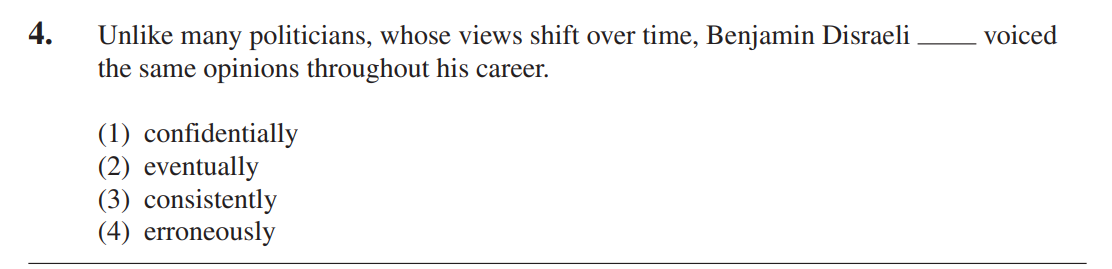 4. Unlike many politicians, whose views shift over time, Benjamin Disraeli _____ voiced
the same opinions throughout his career.
(1) confidentially
(2) eventually
(3) consistently
(4) erroneously